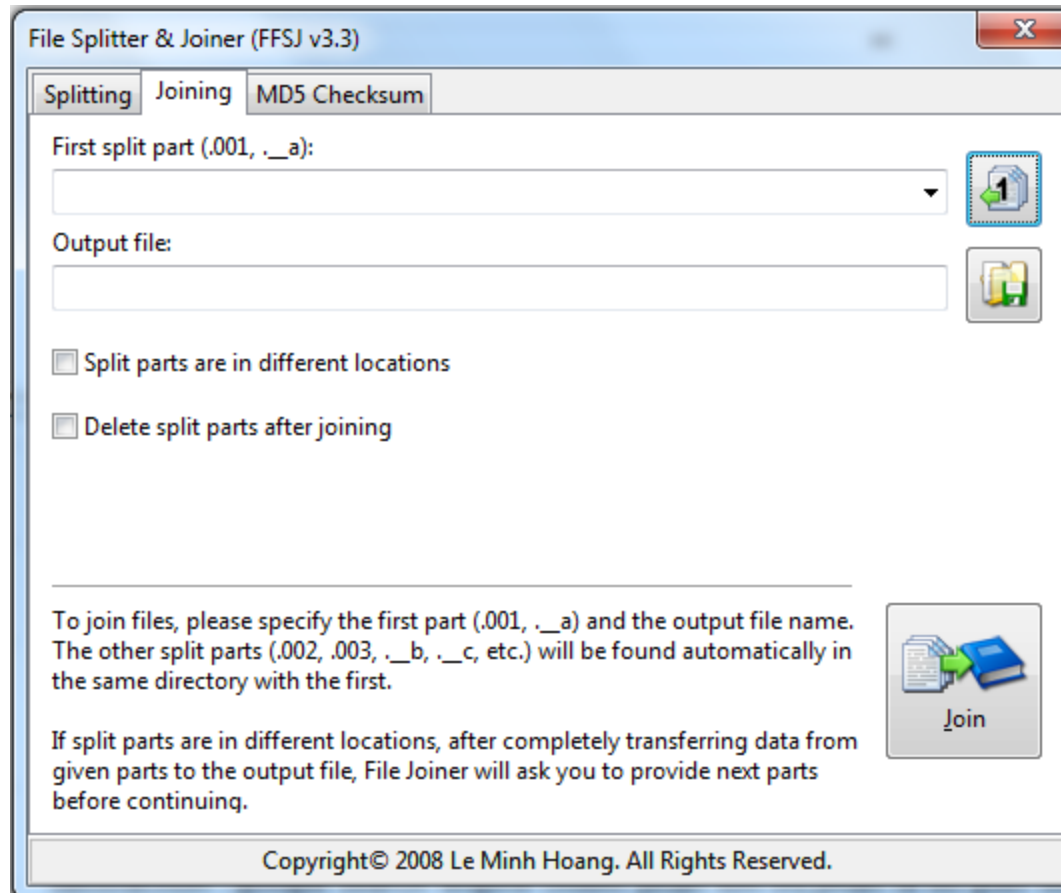 File Splitter & Joiner (FFSJ v3.3)
Splitting Joining MD5 Checksum
First split part (.001, .__a):
1
Output file:
Split parts are in different locations
Delete split parts after joining
To join files, please specify the first part (.001, .__a) and the output file name.
The other split parts (.002, .003, .__b, .__c, etc.) will be found automatically in
the same directory with the first.
If split parts are in different locations, after completely transferring data from
given parts to the output file, File Joiner will ask you to provide next parts
before continuing.
Join
Copyright© 2008 Le Minh Hoang. All Rights Reserved.